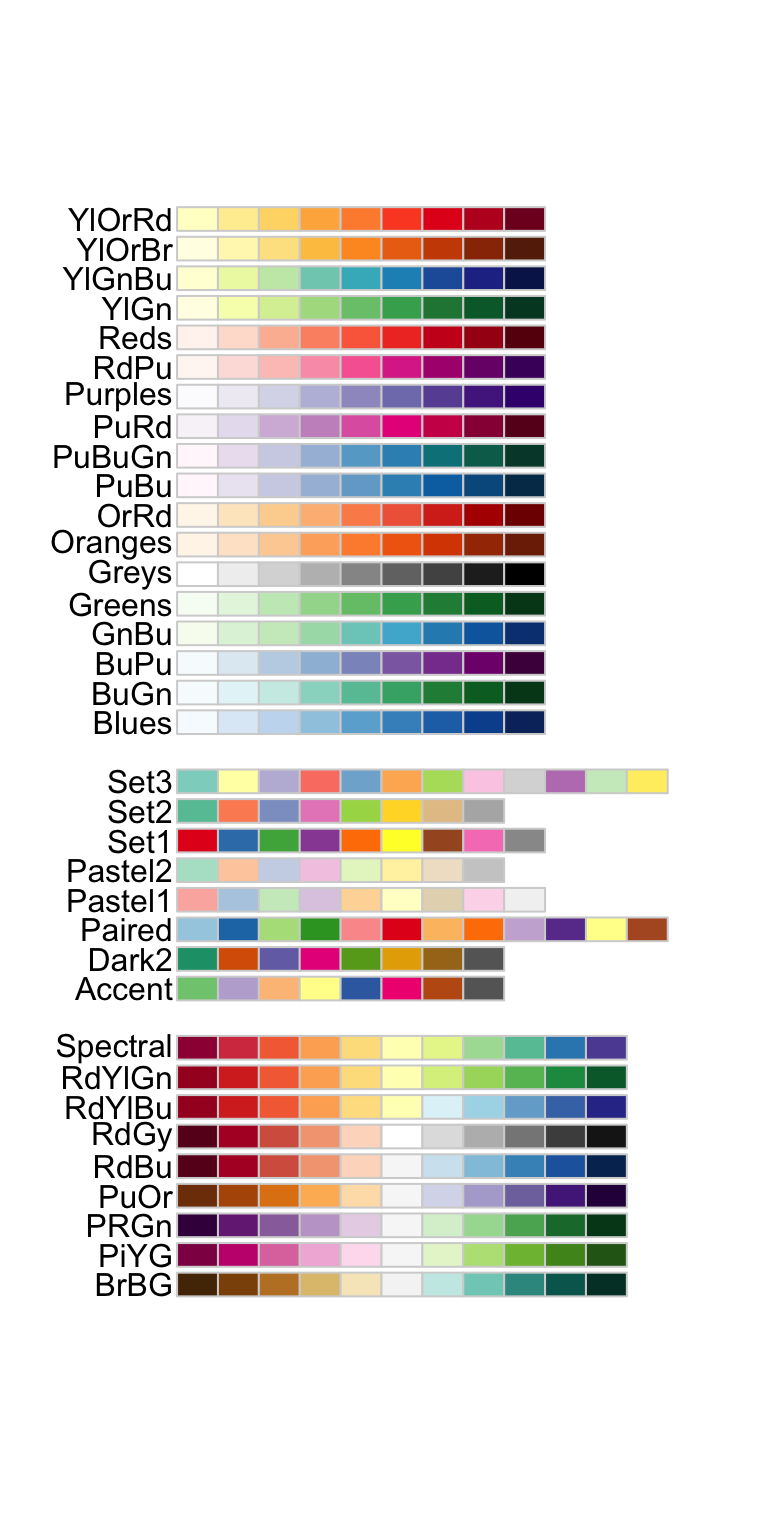 YlOrRd
YlOrBr
YlGnBu
YlGn
Reds
RdPu
Purples
PuRd
PuBuGn
PuBu
OrRd
Oranges
Greys
Greens
GnBu
BuPu
BuGn
Blues
Set3
Set2
Set1
Pastel2
Pastel1
Paired
Dark2
Accent
Spectral
RdYlGn
RdYlBu
RdGy
RdBu
PuOr
PRGn
PiYG
BrBG